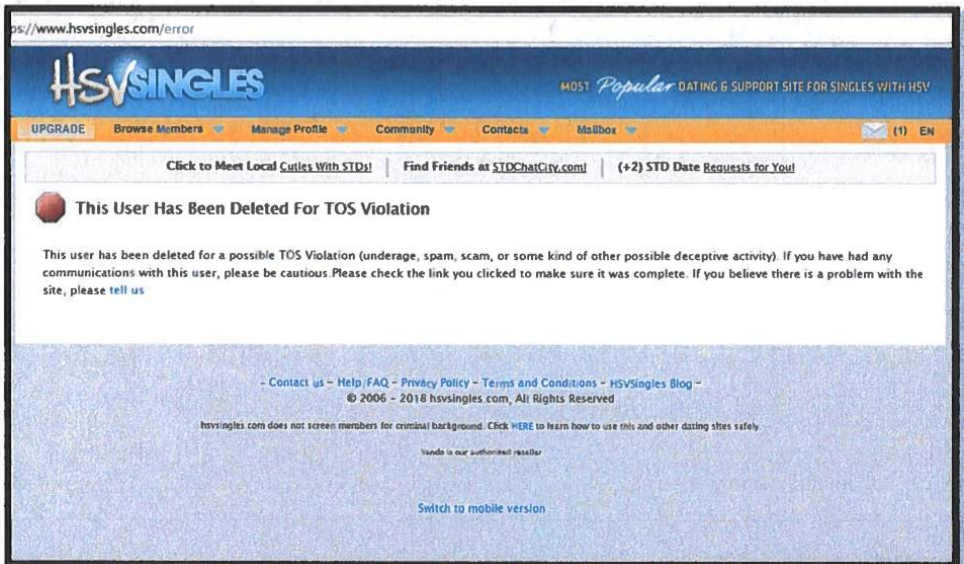 ps://www.hsvsingles.com/error
HSVSINGLES
MOST Popular DATING & SUPPORT SITE FOR SINGLES WITH HSV
UPGRADE Browse Members Manage Profile Community Contacts Mailbox (1) EN
Click to Meet Local Cuties With STDs! | Find Friends at STDChatCity.com! | (+2) STD Date Requests for You!
This User Has Been Deleted For TOS Violation
This user has been deleted for a possible TOS Violation (underage, spam, scam, or some kind of other possible deceptive activity). If you have had any
communications with this user, please be cautious.Please check the link you clicked to make sure it was complete. If you believe there is a problem with the
site, please tell us
- Contact us - Help/FAQ - Privacy Policy - Terms and Conditions - HSVSingles Blog -
© 2006 - 2018 hsvsingles.com, All Rights Reserved
hsvsingles.com does not screen members for criminal background. Click HERE to learn how to use this and other dating sites safely.
Vendo is our authorized reseller
Switch to mobile version